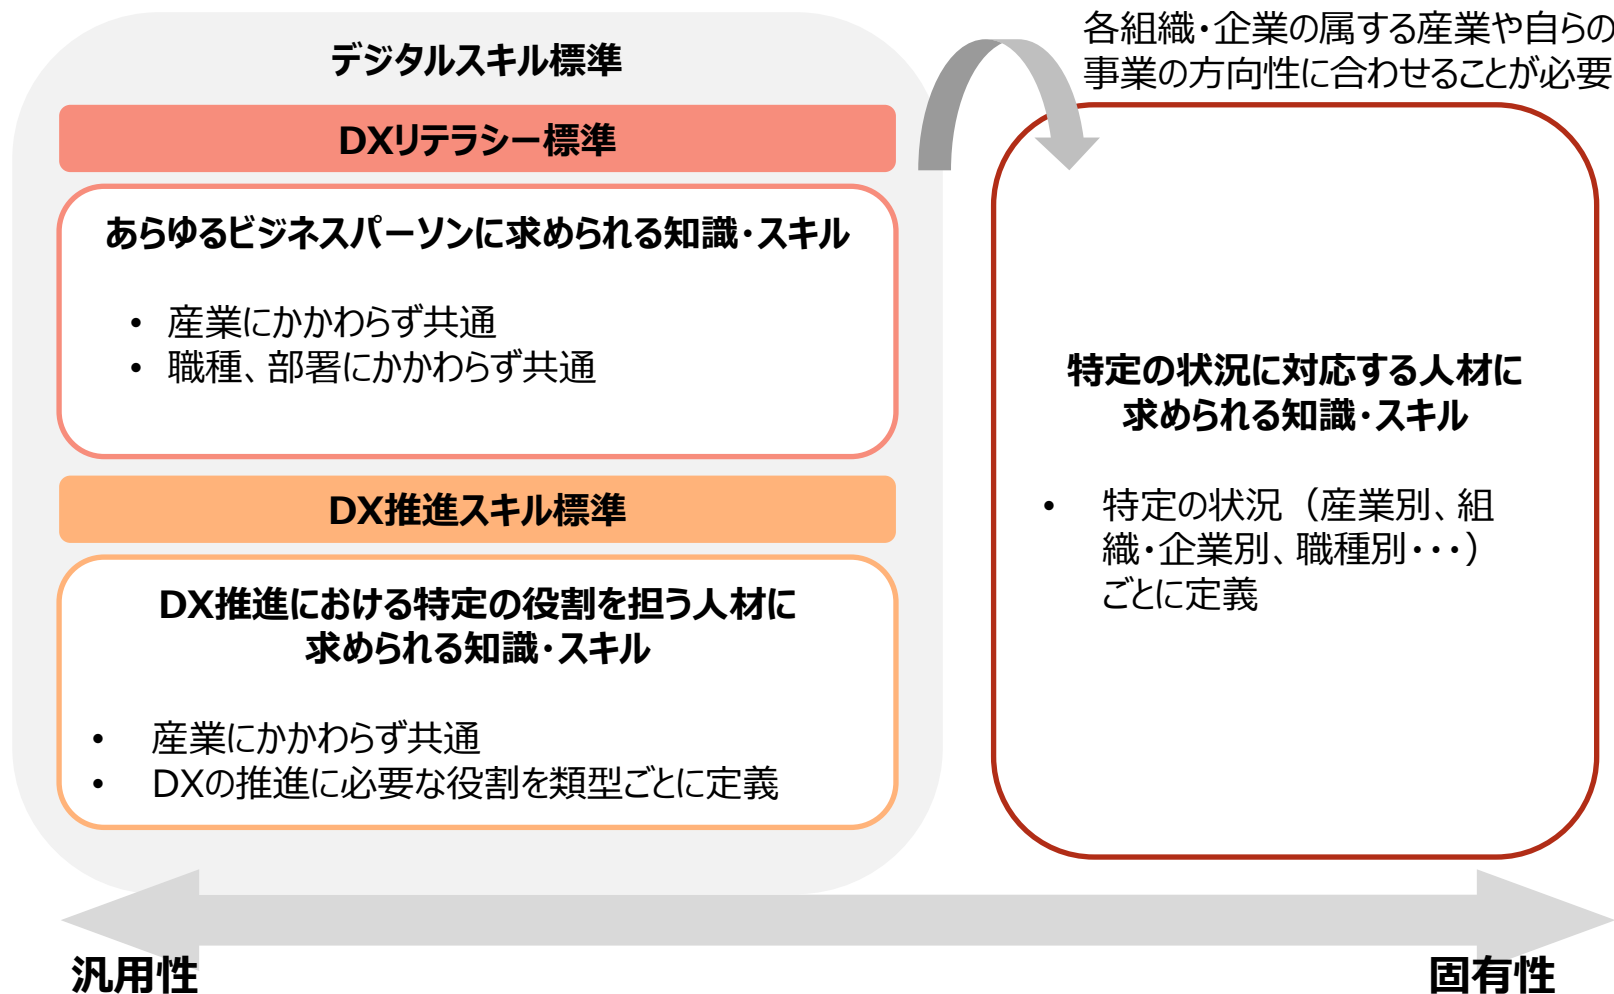 デジタルスキル標準
DXリテラシー標準
あらゆるビジネスパーソンに求められる知識・スキル
• 産業にかかわらず共通
• 職種、部署にかかわらず共通
DX推進スキル標準
DX推進における特定の役割を担う人材に
求められる知識・スキル
• 産業にかかわらず共通
• DXの推進に必要な役割を類型ごとに定義
各組織・企業の属する産業や自らの
事業の方向性に合わせることが必要
特定の状況に対応する人材に
求められる知識・スキル
• 特定の状況（産業別、組
織・企業別、職種別・・・）
ごとに定義
汎用性
固有性